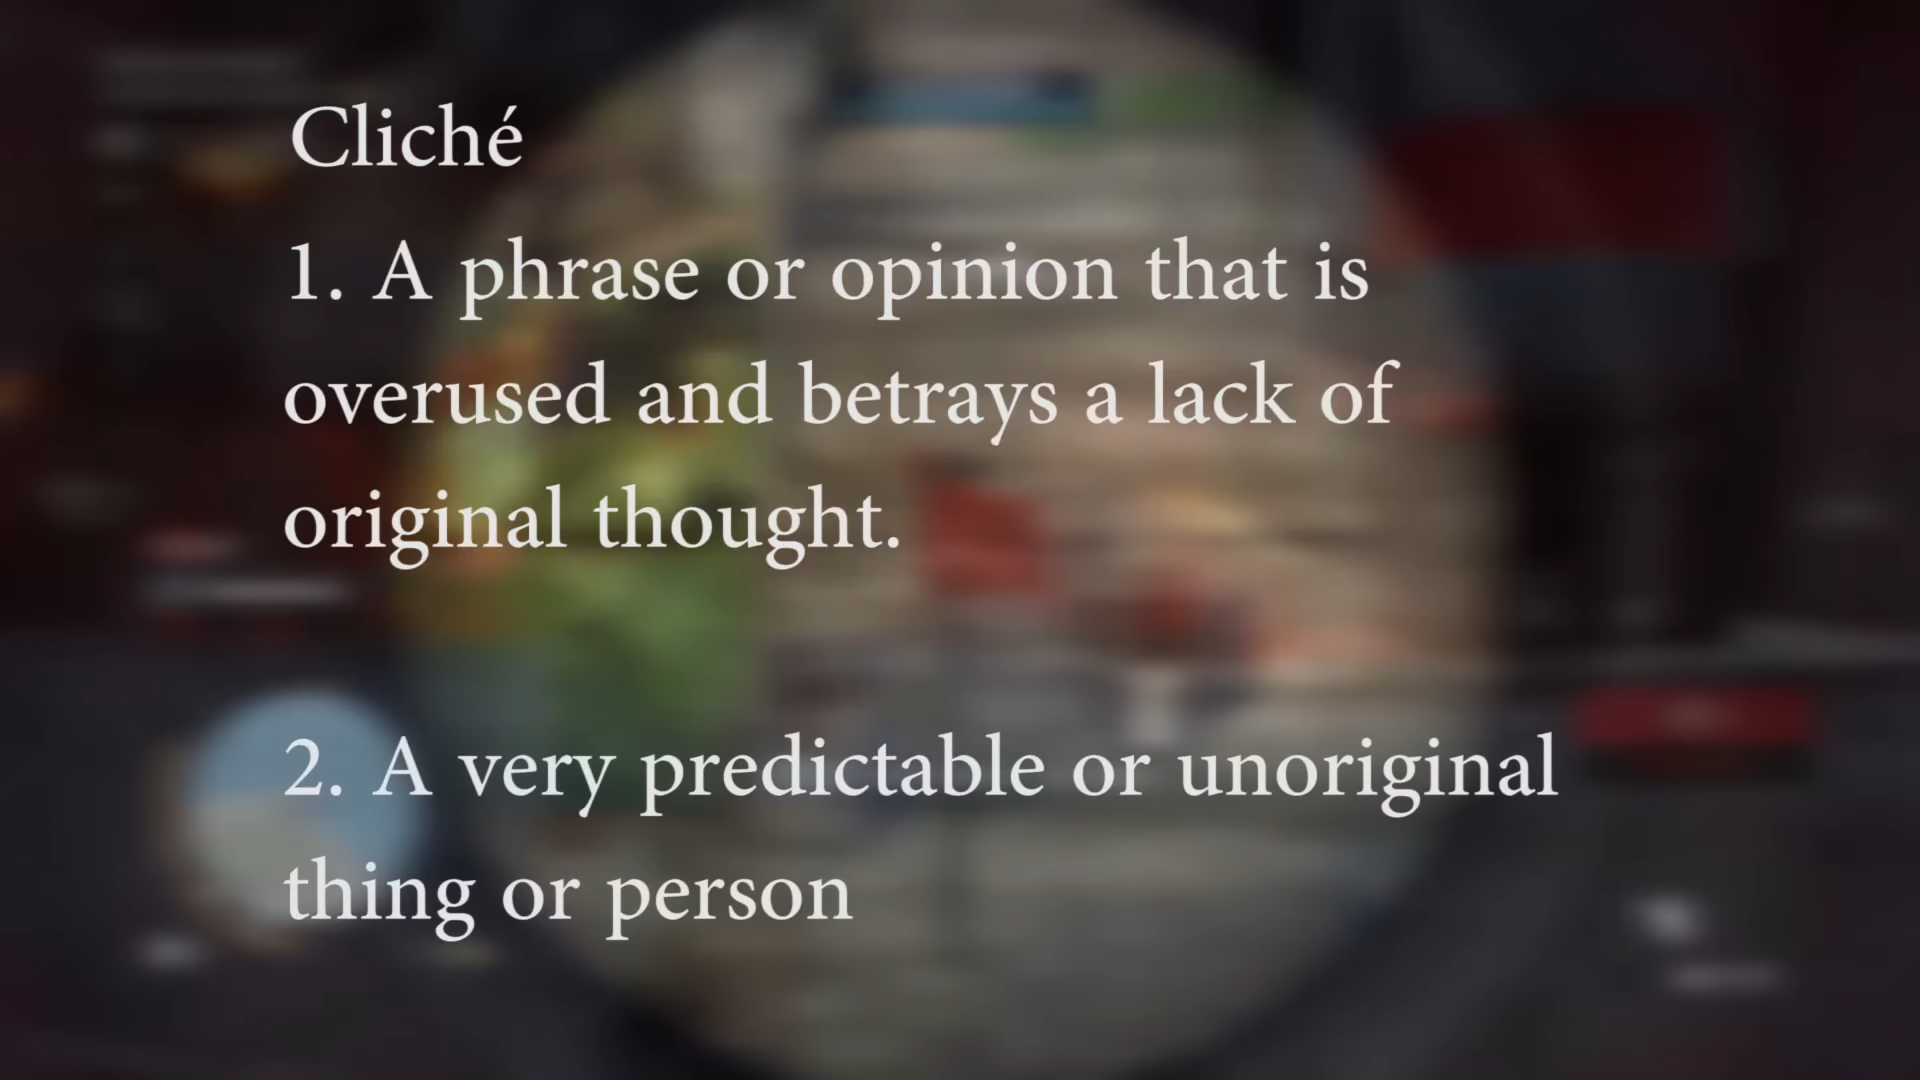 Cliché
1. A phrase or opinion that is
overused and betrays a lack of
original thought.
2. A very predictable or unoriginal
thing or person